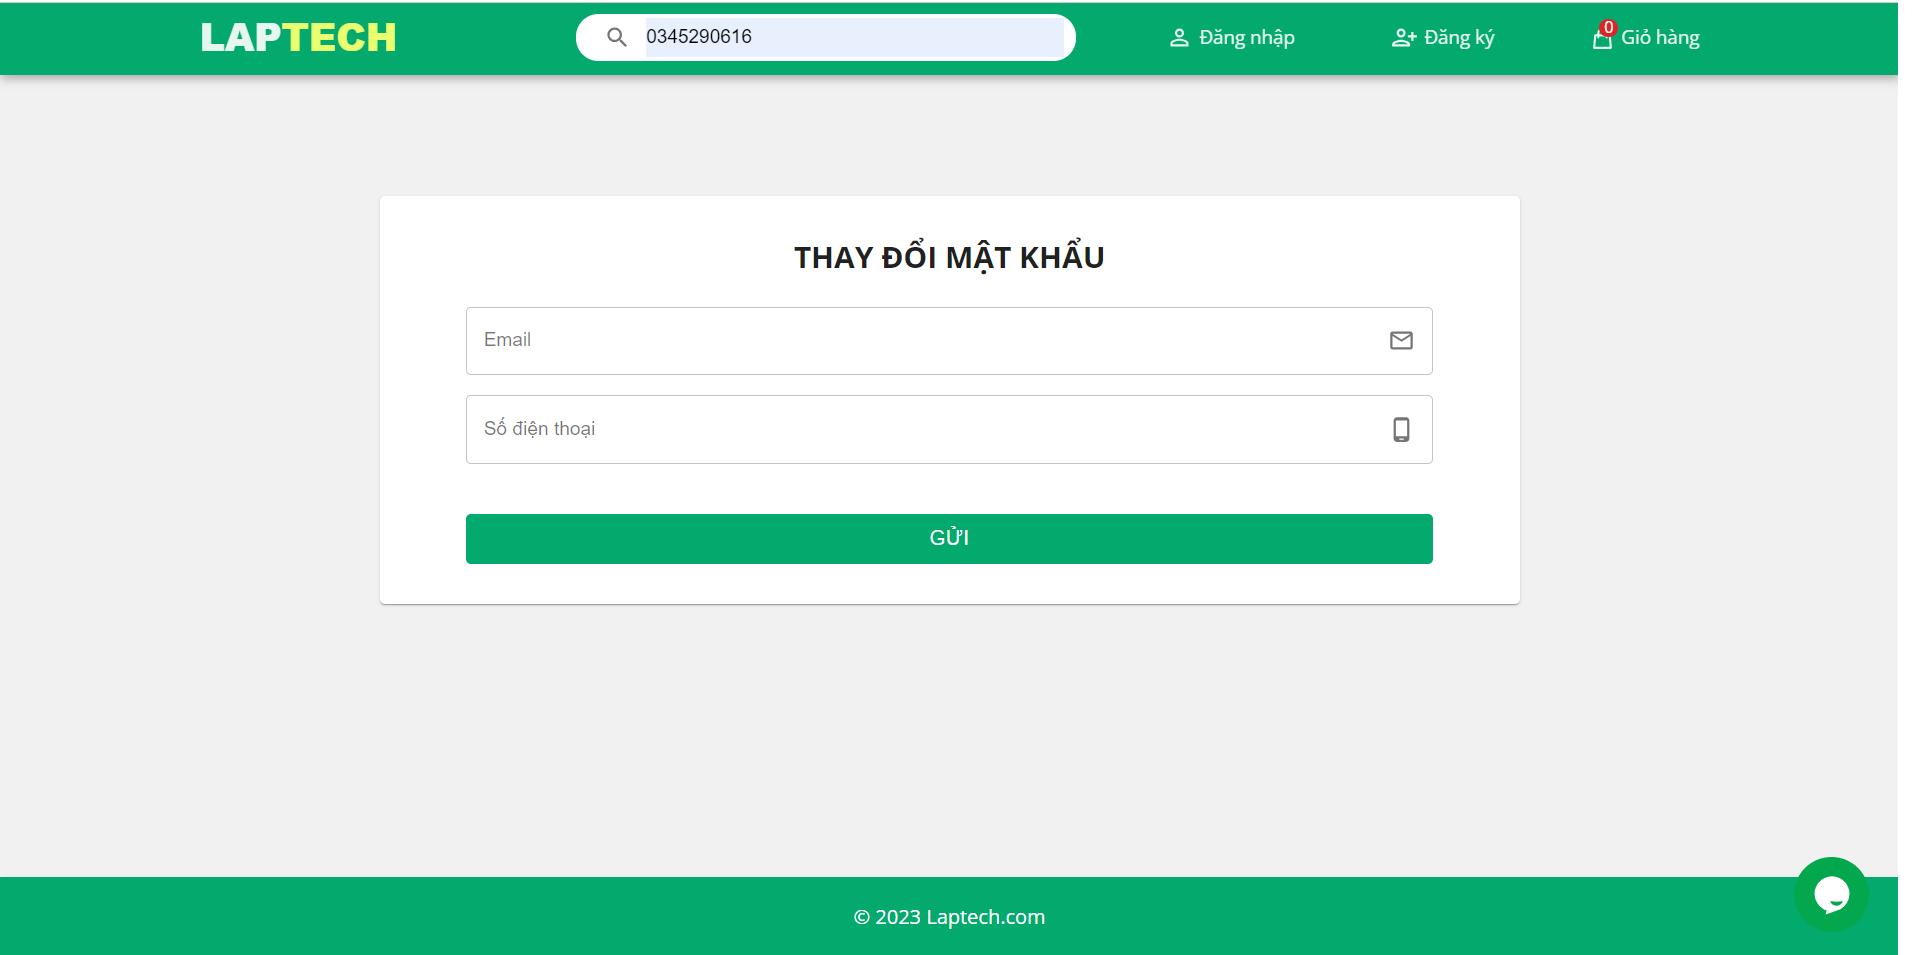 LAPTECH
0345290616
Đăng nhập
Đăng ký
0
Giỏ hàng
THAY ĐỔI MẬT KHẨU
Email
Số điện thoại
GỬI
© 2023 Laptech.com